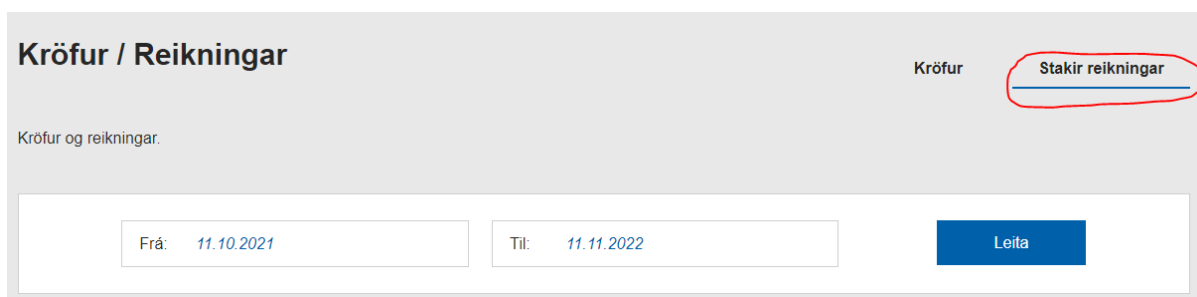 Kröfur / Reikningar
Kröfur Stakir reikningar
Kröfur og reikningar.
Frá: 11.10.2021 Til: 11.11.2022 Leita